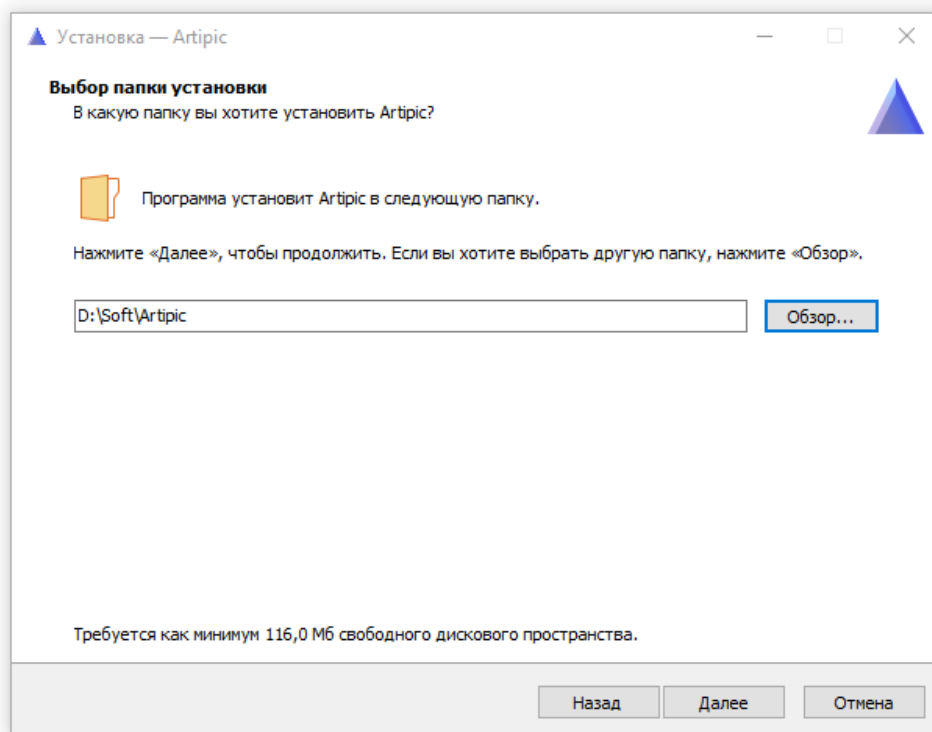 Установка — Artipic
Выбор папки установки
В какую папку вы хотите установить Artipic?
Программа установит Artipic в следующую папку.
Нажмите «Далее», чтобы продолжить. Если вы хотите выбрать другую папку, нажмите «Обзор».
D:\Soft\Artipic
Обзор...
Требуется как минимум 116,0 Мб свободного дискового пространства.
Назад
Далее
Отмена